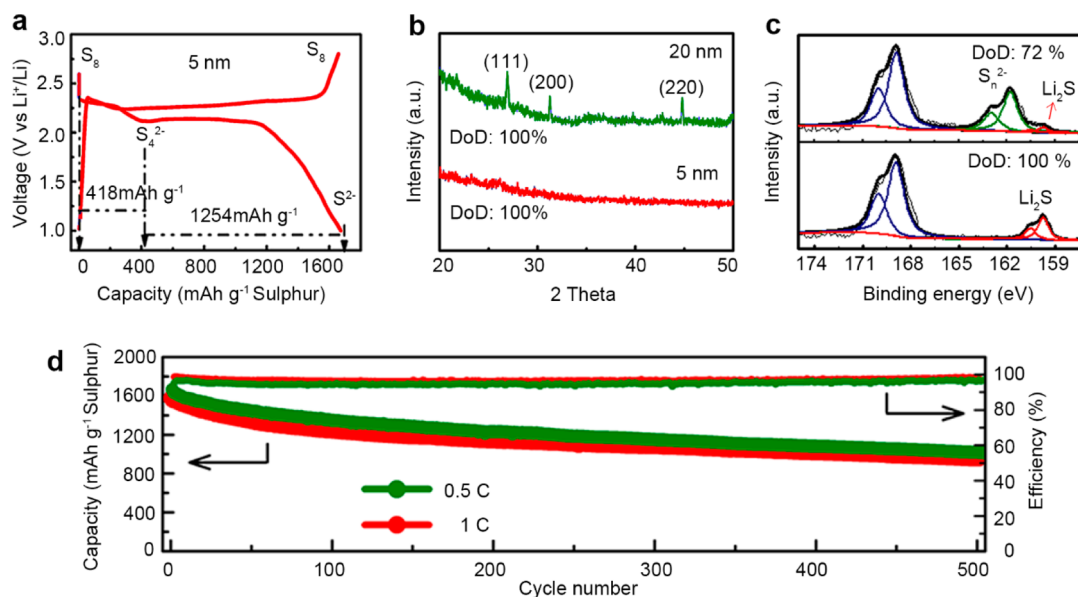 a
3.0
2.5
2.0
1.5
1.0
Voltage (V vs Li⁺/Li)
S₈
5 nm
S₈
S₄²⁻
S²⁻
418mAh g⁻¹
1254mAh g⁻¹
0 400 800 1200 1600
Capacity (mAh g⁻¹ Sulphur)
b
Intensity (a.u.)
20 nm
(111)
(200)
(220)
DoD: 100%
5 nm
DoD: 100%
20 30 40 50
2 Theta
c
Intensity (a.u.)
DoD: 72 %
Sₙ²⁻
Li₂S
DoD: 100 %
Li₂S
174 171 168 165 162 159
Binding energy (eV)
d
2000
1600
1200
800
400
0
Capacity (mAh g⁻¹ Sulphur)
100
80
60
40
20
0
Efficiency (%)
0.5 C
1 C
0 100 200 300 400 500
Cycle number